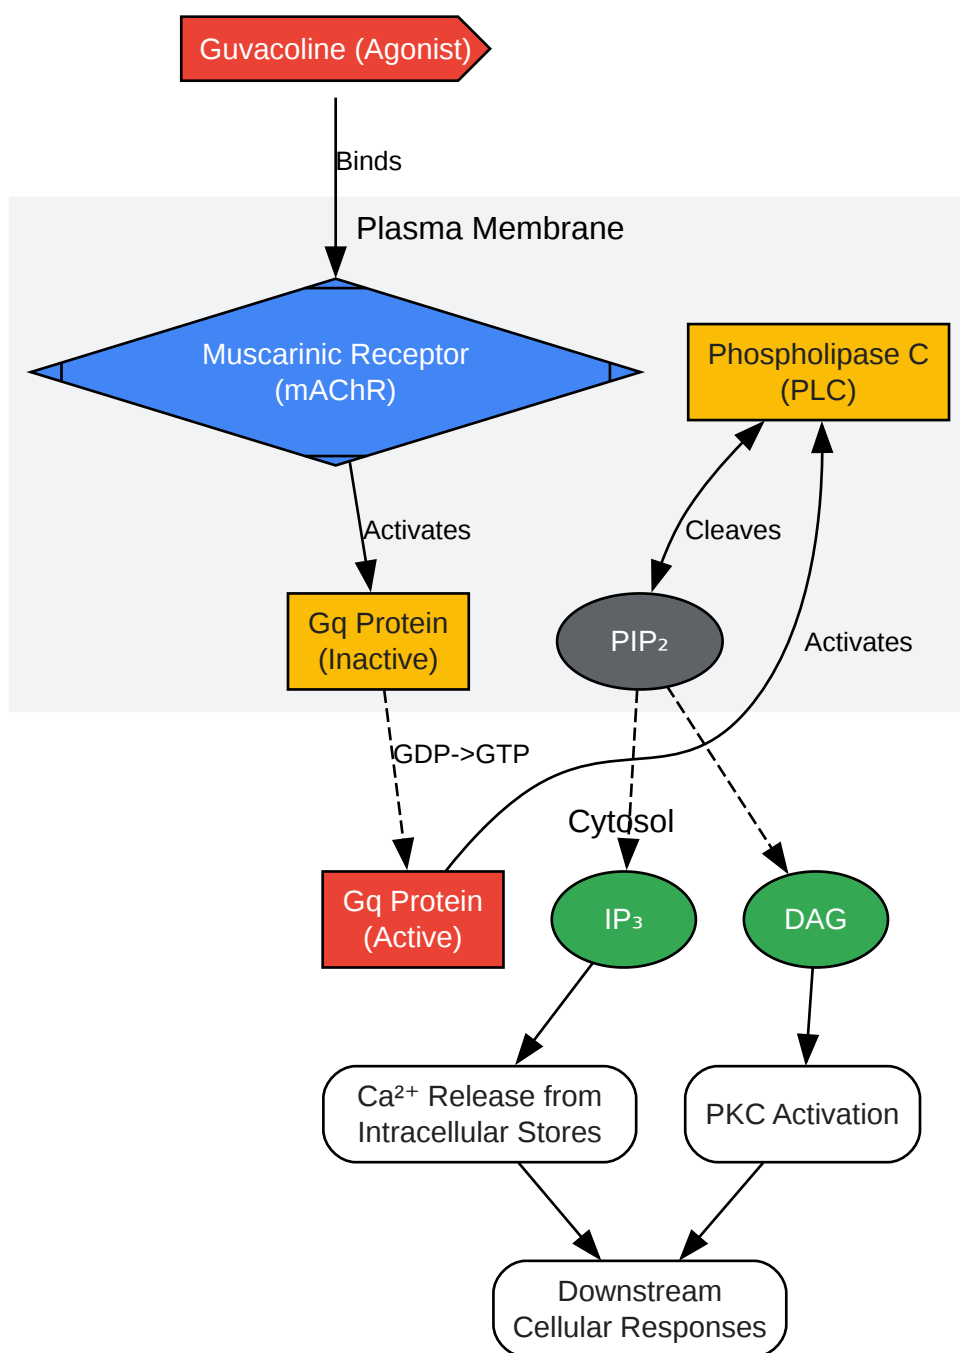 Guvacoline (Agonist)
Binds
Plasma Membrane
Muscarinic Receptor
(mAChR)
Phospholipase C
(PLC)
Activates
Cleaves
Gq Protein
(Inactive)
PIP₂
Activates
GDP->GTP
Cytosol
Gq Protein
(Active)
IP₃
DAG
Ca²⁺ Release from
Intracellular Stores
PKC Activation
Downstream
Cellular Responses